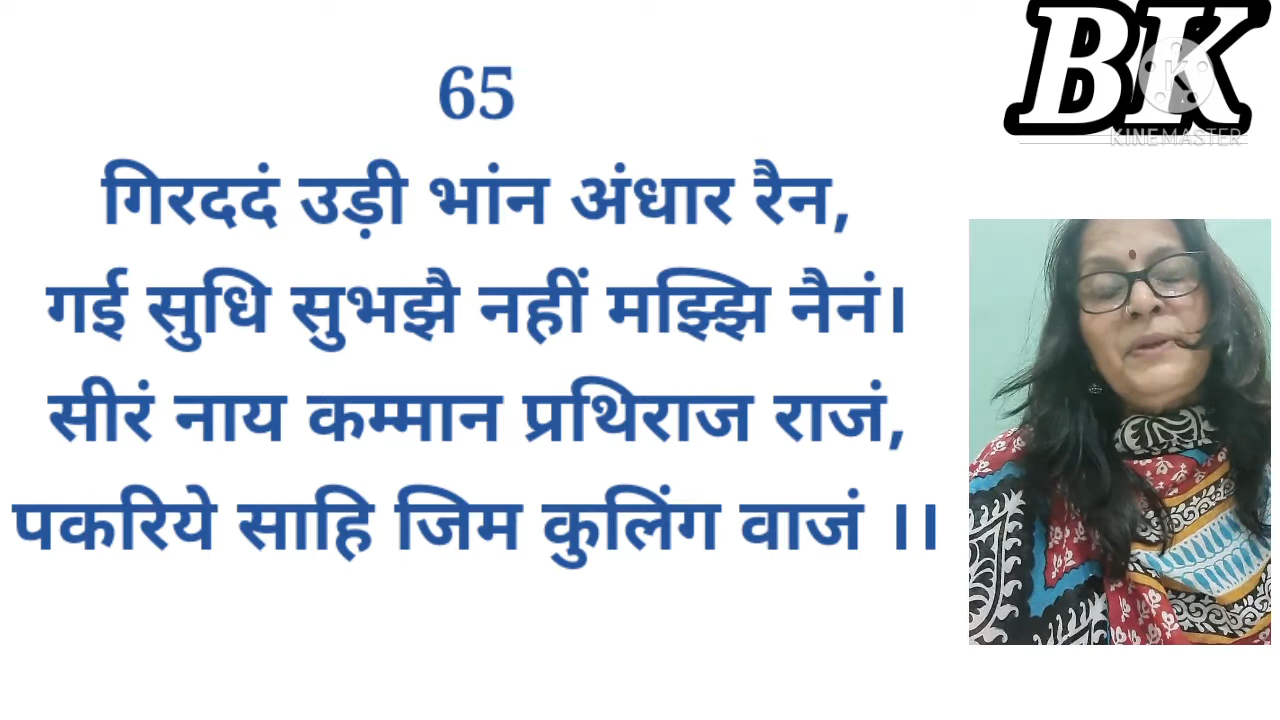 BK
KINEMASTER
65
गिरददं उड़ी भांन अंधार रैन,
गई सुधि सुभझै नहीं मझ्झि नैनं।
सीरं नाय कम्मान प्रथिराज राजं,
पकरिये साहि जिम कुलिंग वाजं ।।